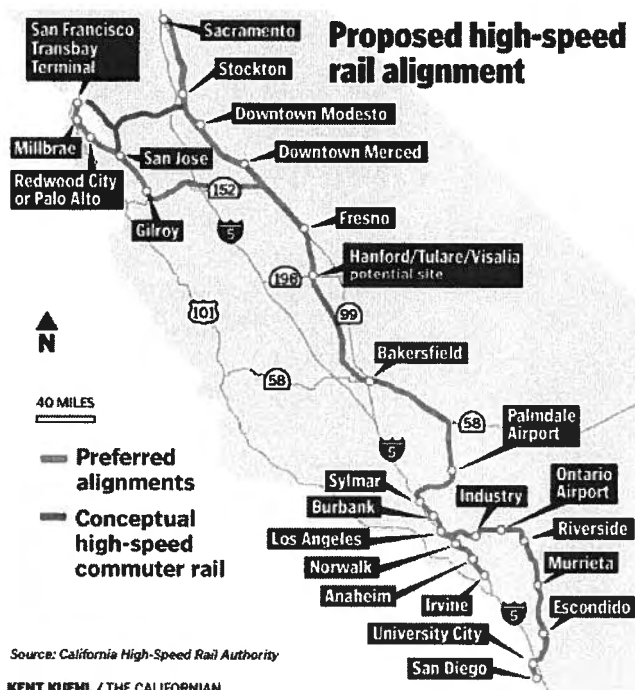 San Francisco
Transbay
Terminal
Sacramento
Proposed high-speed
rail alignment
Stockton
Downtown Modesto
Millbrae
San Jose
Downtown Merced
Redwood City
or Palo Alto
152
Gilroy
Fresno
5
Hanford/Tulare/Visalia
potential site
198
101
99
N
Bakersfield
58
40 MILES
58
Palmdale
Airport
5
Preferred
alignments
Sylmar
Industry
Ontario
Airport
Burbank
Conceptual
high-speed
commuter rail
Los Angeles
Riverside
Norwalk
Murrieta
Anaheim
Irvine
5
Escondido
University City
San Diego
Source: California High-Speed Rail Authority
KENT KUEHL / THE CALIFORNIAN